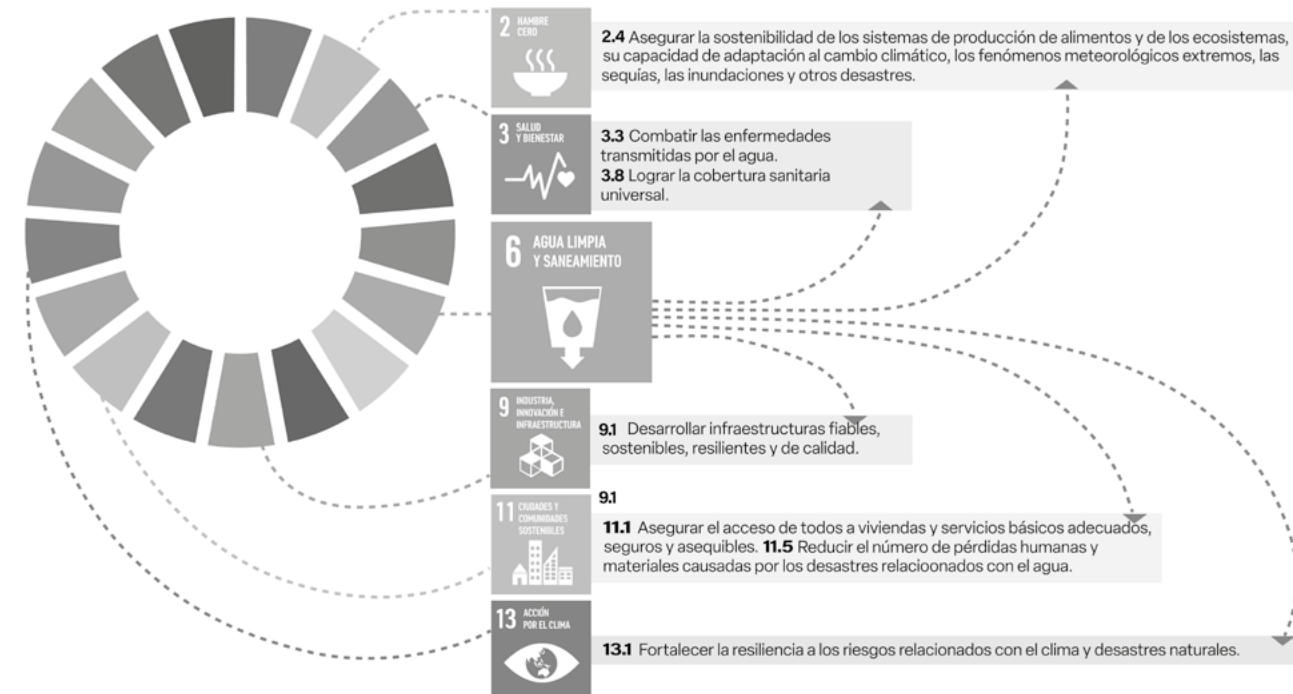 2 HAMBRE
CERO
2.4 Asegurar la sostenibilidad de los sistemas de producción de alimentos y de los ecosistemas,
su capacidad de adaptación al cambio climático, los fenómenos meteorológicos extremos, las
sequías, las inundaciones y otros desastres.
3 SALUD
Y BIENESTAR
3.3 Combatir las enfermedades
transmitidas por el agua.
3.8 Lograr la cobertura sanitaria
universal.
6 AGUA LIMPIA
Y SANEAMIENTO
9 INDUSTRIA,
INNOVACIÓN E
INFRAESTRUCTURA
9.1 Desarrollar infraestructuras fiables,
sostenibles, resilientes y de calidad.
9.1
11 CIUDADES Y
COMUNIDADES
SOSTENIBLES
11.1 Asegurar el acceso de todos a viviendas y servicios básicos adecuados,
seguros y asequibles. 11.5 Reducir el número de pérdidas humanas y
materiales causadas por los desastres relacioonados con el agua.
13 ACCIÓN
POR EL CLIMA
13.1 Fortalecer la resiliencia a los riesgos relacionados con el clima y desastres naturales.